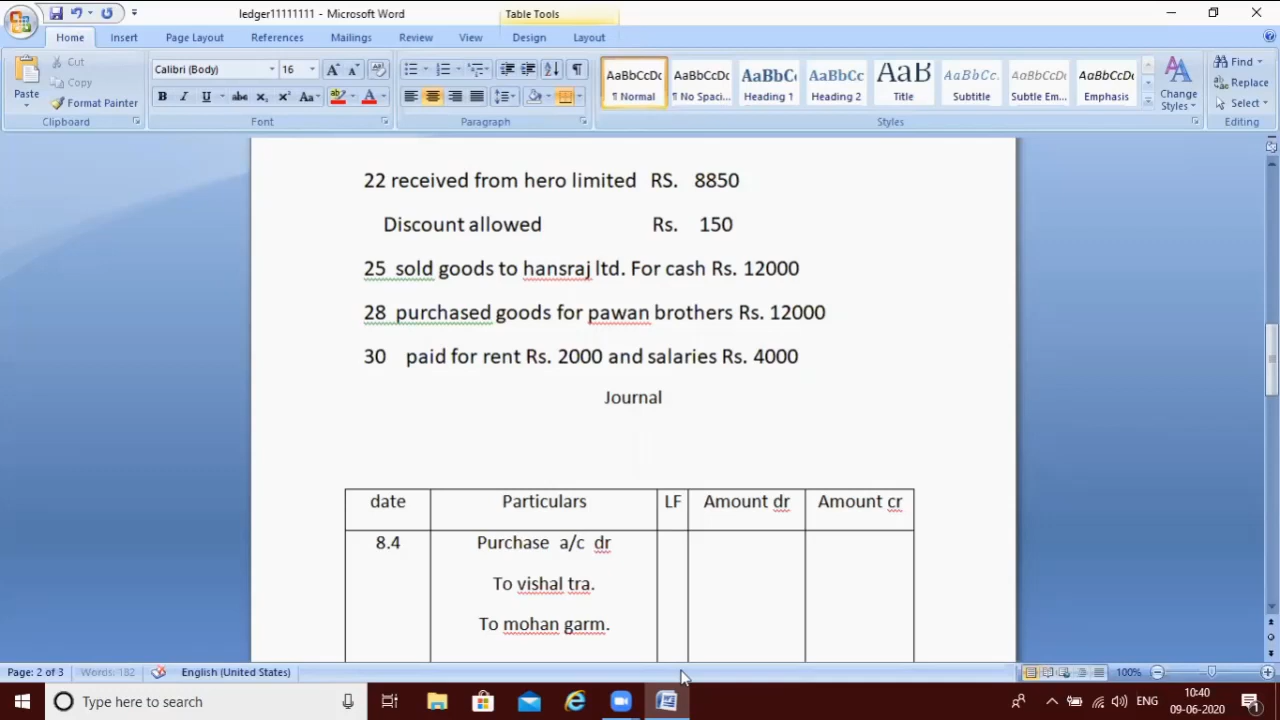 ledger11111111 - Microsoft Word
Table Tools
Home Insert Page Layout References Mailings Review View Design Layout
Cut
Copy
Format Painter
Paste
Clipboard
Calibri (Body) 16
B I U abc x₂ x² Aa
Font
Paragraph
AaBbCcDc AaBbCcDc AaBbC AaBbCc AaB AaBbCc. AaBbCcDc AaBbCcDc
¶ Normal ¶ No Spaci... Heading 1 Heading 2 Title Subtitle Subtle Em... Emphasis
Change Styles
Styles
Find
Replace
Select
Editing
22 received from hero limited RS. 8850
Discount allowed Rs. 150
25 sold goods to hansraj ltd. For cash Rs. 12000
28 purchased goods for pawan brothers Rs. 12000
30 paid for rent Rs. 2000 and salaries Rs. 4000
Journal
date Particulars LF Amount dr Amount cr
8.4 Purchase a/c dr
To vishal tra.
To mohan garm.
Page: 2 of 3 Words: 182 English (United States) 100%
Type here to search
ENG
10:40
09-06-2020